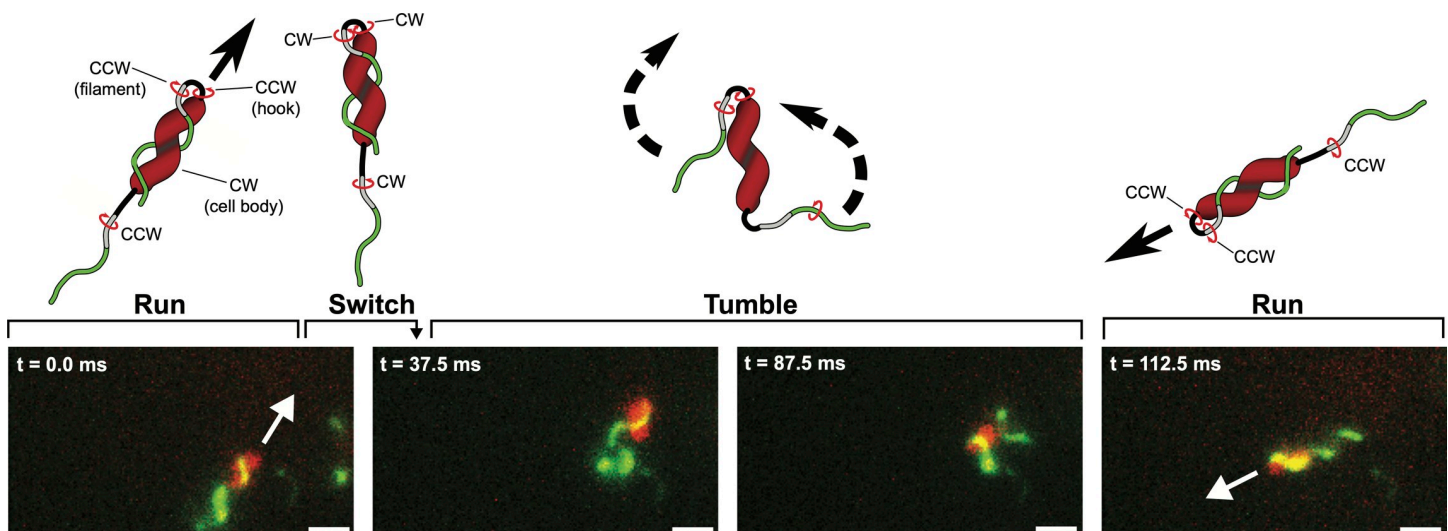 CCW
(filament)
CCW
(hook)
CW
(cell body)
CCW
CW
CW
CW
CCW
CCW
CCW
Run
Switch
Tumble
Run
t = 0.0 ms
t = 37.5 ms
t = 87.5 ms
t = 112.5 ms